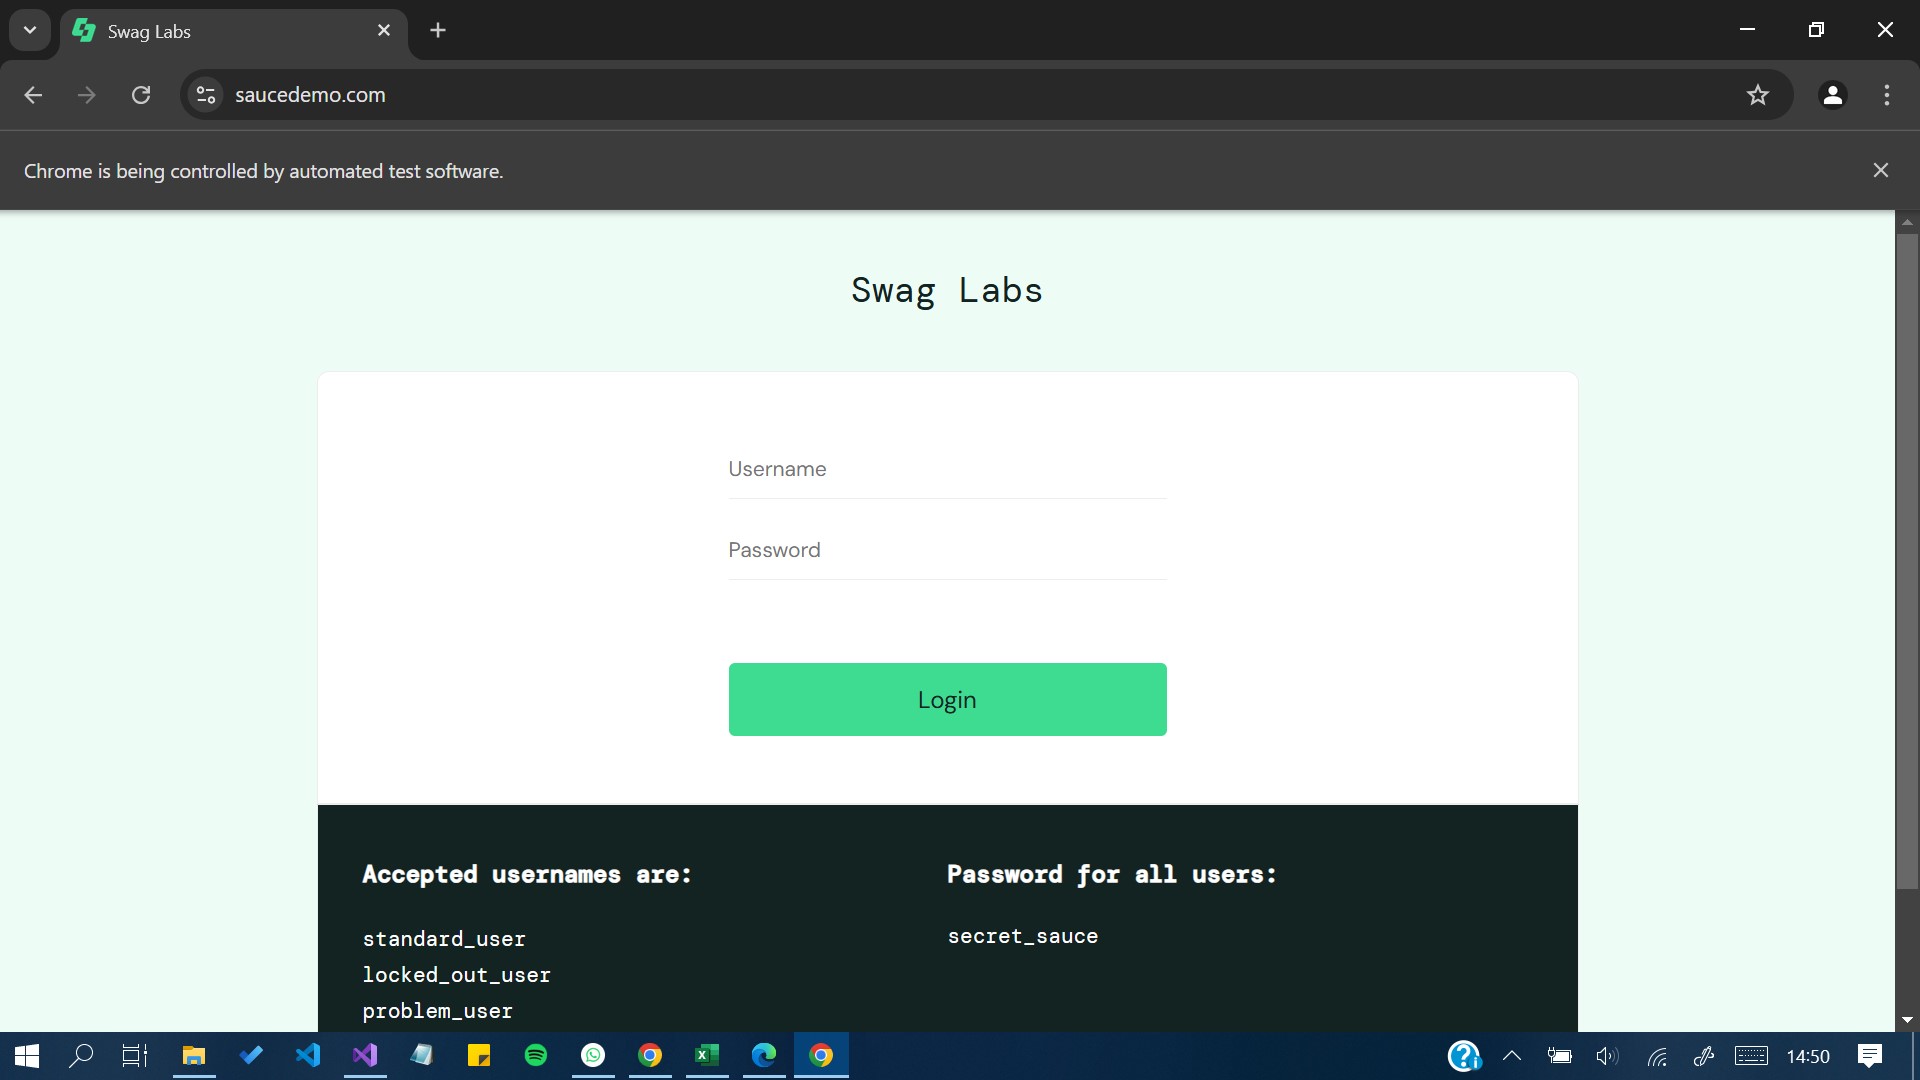 Swag Labs
saucedemo.com
Chrome is being controlled by automated test software.
Swag Labs
Username
Password
Login
Accepted usernames are:
standard_user
locked_out_user
problem_user
Password for all users:
secret_sauce
14:50